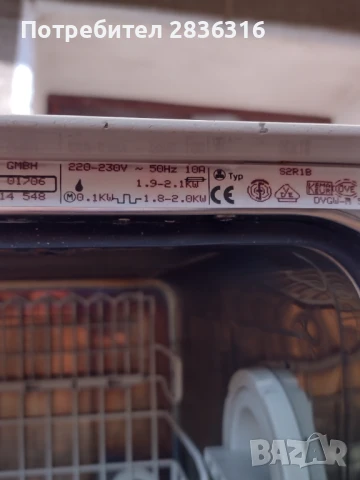 Потребител 2836316
GMBH 220-230V ~ 50Hz 10A Typ S2R18
01706 1.9-2.1KW
14 548 M 0.1KW 1.8-2.0KW CE
DVGW-M
BAZAR